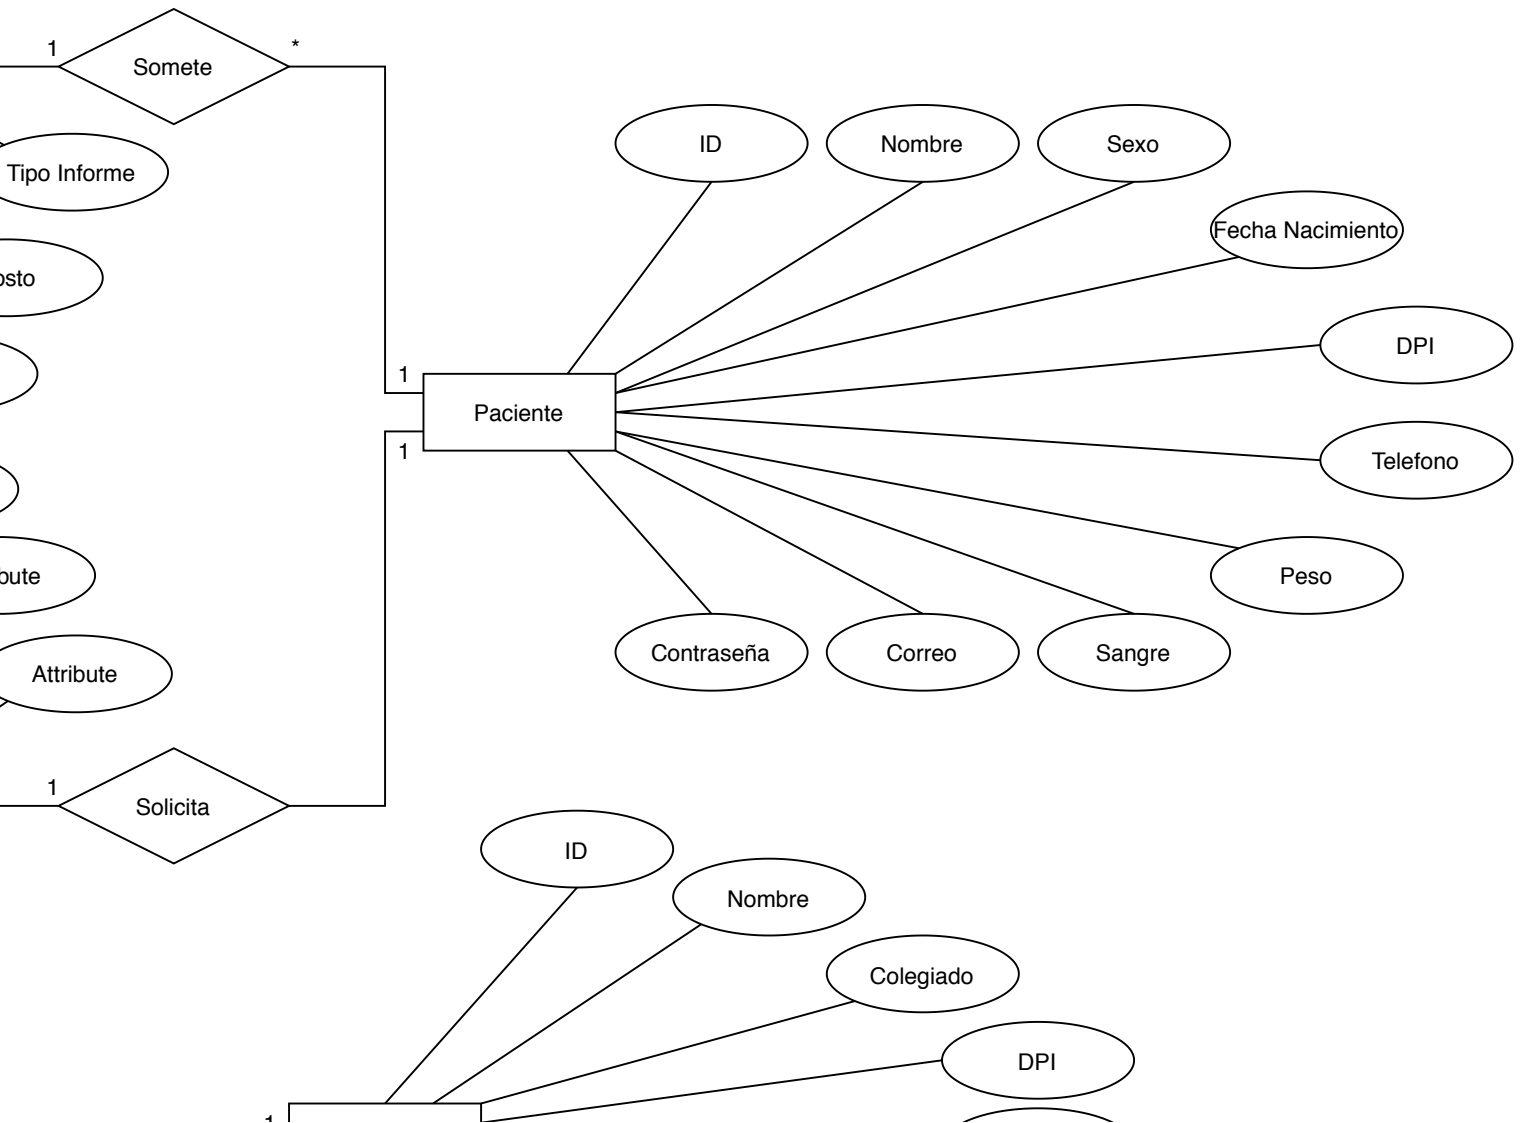 1
Somete
*
Tipo Informe
ID
Nombre
Sexo
Fecha Nacimiento
DPI
Telefono
Peso
Sangre
Correo
Contraseña
1
Paciente
1
Attribute
1
Solicita
ID
Nombre
Colegiado
DPI